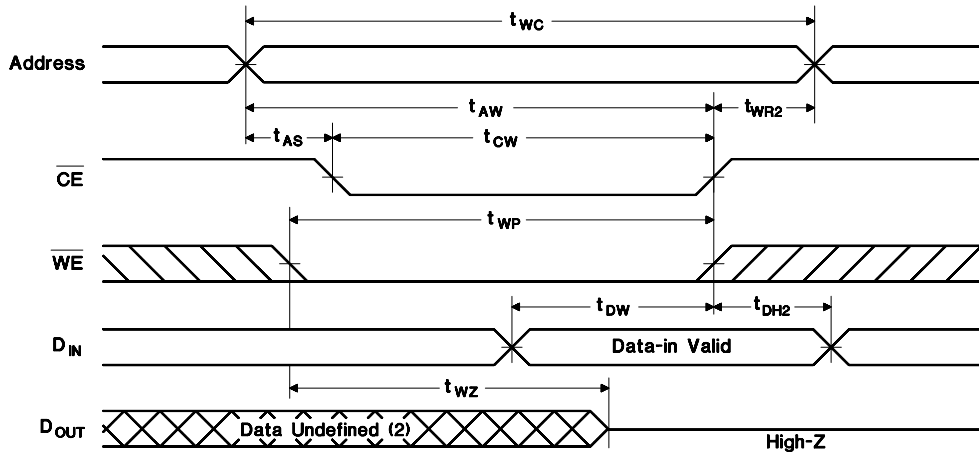 tWC
Address
tAW
tWR2
tAS
tCW
CE
tWP
WE
tDW
tDH2
DIN
Data-in Valid
tWZ
DOUT
Data Undefined (2)
High-Z